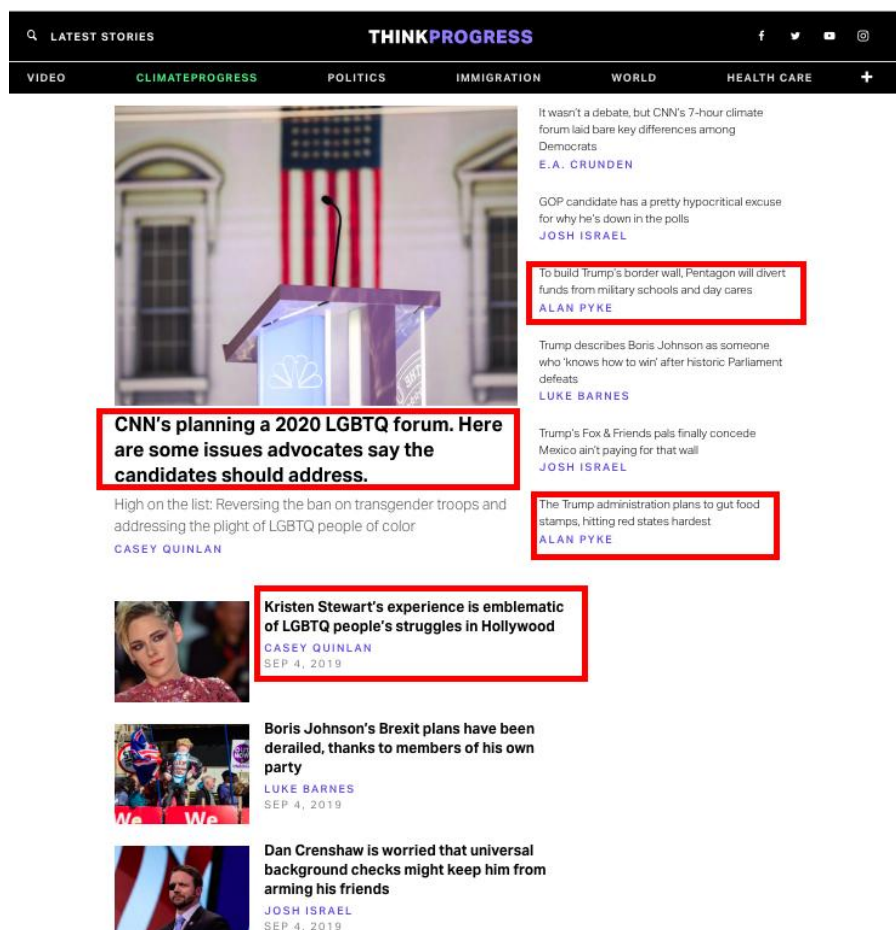 LATEST STORIES
THINKPROGRESS
VIDEO
CLIMATEPROGRESS
POLITICS
IMMIGRATION
WORLD
HEALTH CARE
+
CNN's planning a 2020 LGBTQ forum. Here
are some issues advocates say the
candidates should address.
High on the list: Reversing the ban on transgender troops and
addressing the plight of LGBTQ people of color
CASEY QUINLAN
It wasn't a debate, but CNN's 7-hour climate
forum laid bare key differences among
Democrats
E.A. CRUNDEN
GOP candidate has a pretty hypocritical excuse
for why he's down in the polls
JOSH ISRAEL
To build Trump's border wall, Pentagon will divert
funds from military schools and day cares
ALAN PYKE
Trump describes Boris Johnson as someone
who 'knows how to win' after historic Parliament
defeats
LUKE BARNES
Trump's Fox & Friends pals finally concede
Mexico ain't paying for that wall
JOSH ISRAEL
The Trump administration plans to gut food
stamps, hitting red states hardest
ALAN PYKE
Kristen Stewart's experience is emblematic
of LGBTQ people's struggles in Hollywood
CASEY QUINLAN
SEP 4, 2019
We We
Boris Johnson's Brexit plans have been
derailed, thanks to members of his own
party
LUKE BARNES
SEP 4, 2019
Dan Crenshaw is worried that universal
background checks might keep him from
arming his friends
JOSH ISRAEL
SEP 4, 2019